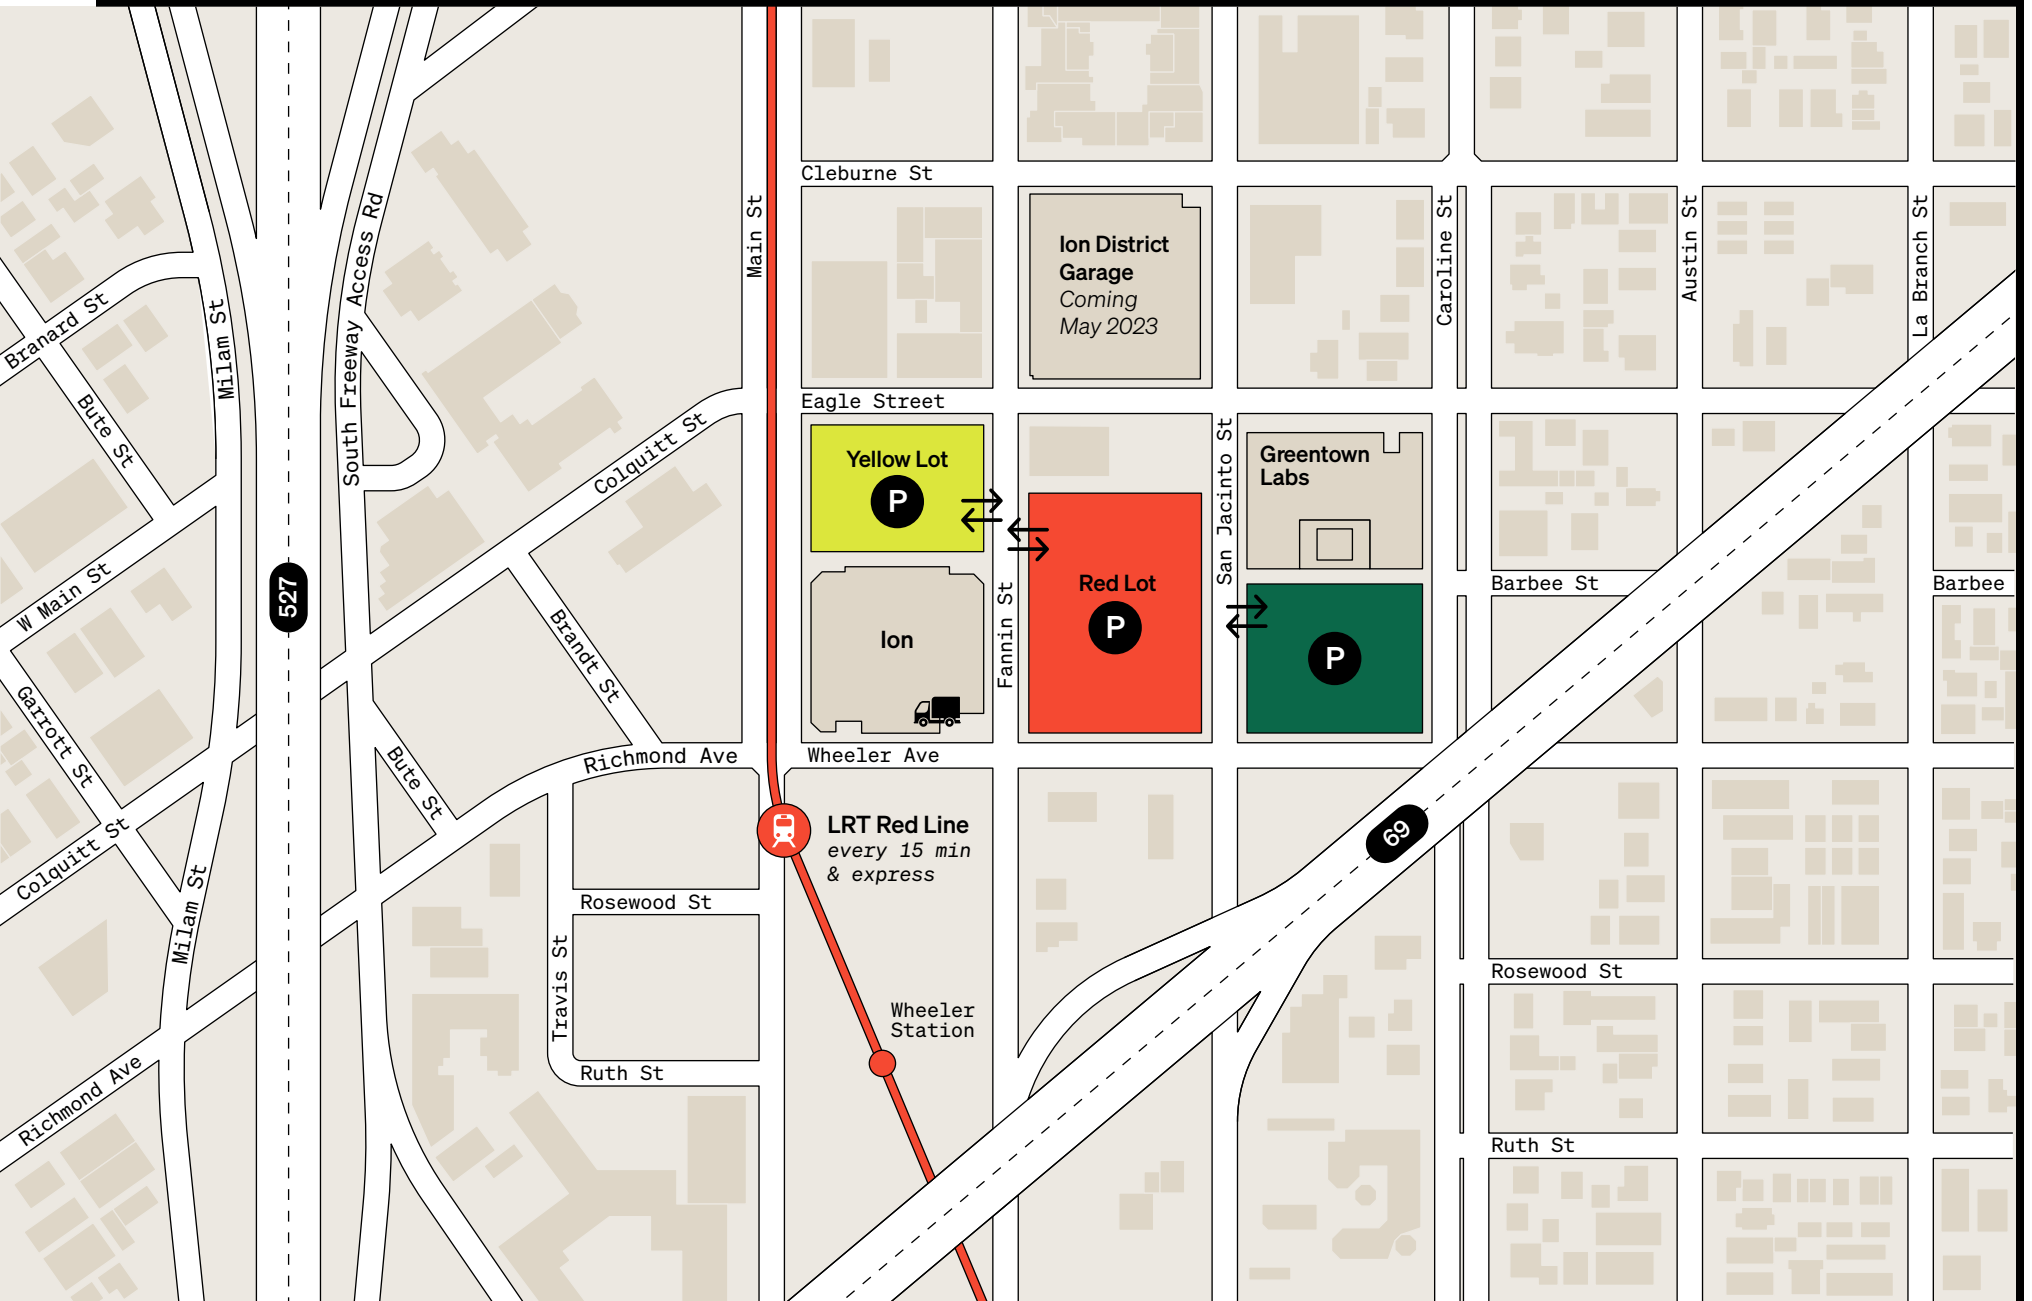 Cleburne St
Main St
South Freeway Access Rd
Milam St
Branard St
Bute St
Ion District
Garage
Coming
May 2023
Caroline St
Austin St
La Branch St
Eagle Street
Colquitt St
Yellow Lot
P
San Jacinto St
Greentown
Labs
W Main St
527
Brandt St
Ion
Fannin St
Red Lot
P
P
Barbee St
Barbee
Garrott St
Bute St
Richmond Ave
Wheeler Ave
LRT Red Line
every 15 min
& express
69
Colquitt St
Milam St
Rosewood St
Travis St
Wheeler
Station
Rosewood St
Richmond Ave
Ruth St
Ruth St